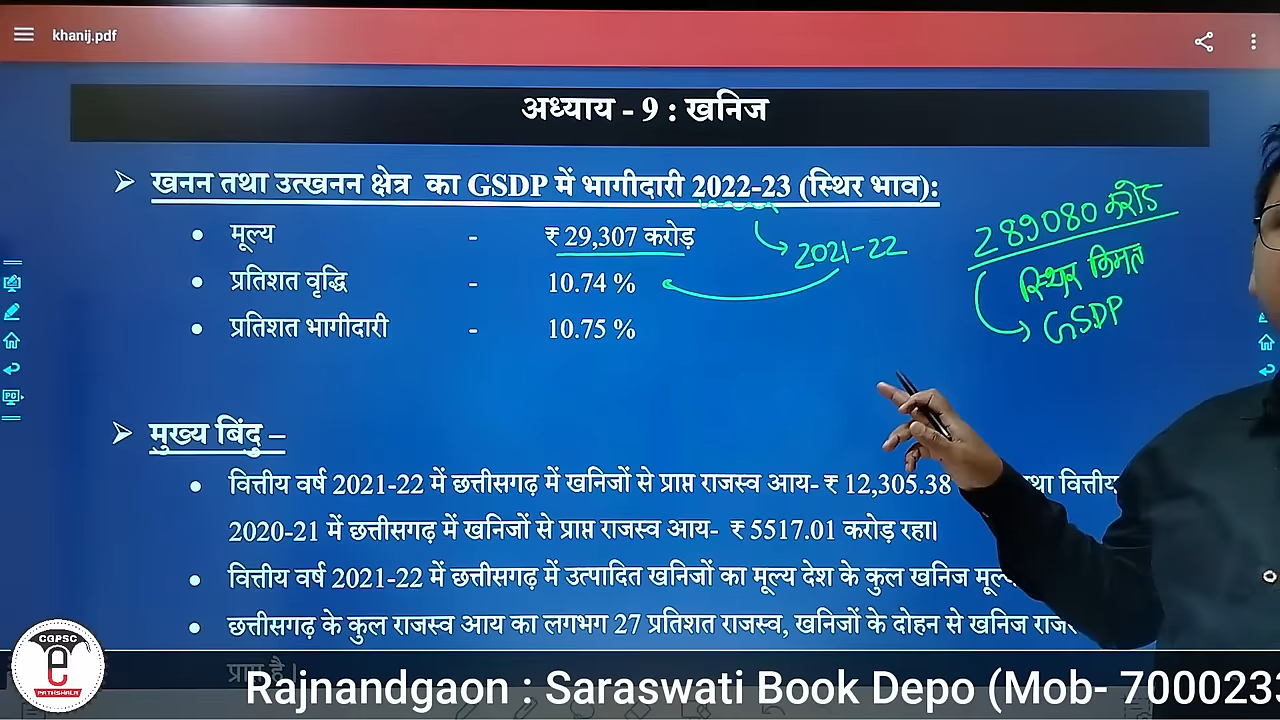 khanij.pdf
अध्याय - 9 : खनिज
➢ खनन तथा उत्खनन क्षेत्र का GSDP में भागीदारी 2022-23 (स्थिर भाव):
• मूल्य - ₹ 29,307 करोड़
• प्रतिशत वृद्धि - 10.74 %
• प्रतिशत भागीदारी - 10.75 %
2021-22
289080 करोड़
स्थिर किमत
GSDP
➢ मुख्य बिंदु –
• वित्तीय वर्ष 2021-22 में छत्तीसगढ़ में खनिजों से प्राप्त राजस्व आय- ₹ 12,305.38
2020-21 में छत्तीसगढ़ में खनिजों से प्राप्त राजस्व आय- ₹ 5517.01 करोड़ रहा।
• वित्तीय वर्ष 2021-22 में छत्तीसगढ़ में उत्पादित खनिजों का मूल्य देश के कुल खनिज
• छत्तीसगढ़ के कुल राजस्व आय का लगभग 27 प्रतिशत राजस्व, खनिजों के दोहन से खनिज
प्राप्त है।
CGPSC
PATHSHALA
Rajnandgaon : Saraswati Book Depo (Mob- 700023